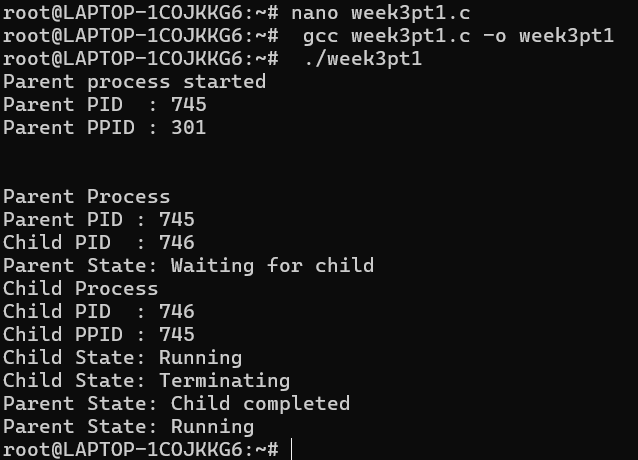 root@LAPTOP-1COJKKG6:~# nano week3pt1.c
root@LAPTOP-1COJKKG6:~#  gcc week3pt1.c -o week3pt1
root@LAPTOP-1COJKKG6:~#  ./week3pt1
Parent process started
Parent PID  : 745
Parent PPID : 301
Parent Process
Parent PID : 745
Child PID  : 746
Parent State: Waiting for child
Child Process
Child PID  : 746
Child PPID : 745
Child State: Running
Child State: Terminating
Parent State: Child completed
Parent State: Running
root@LAPTOP-1COJKKG6:~#